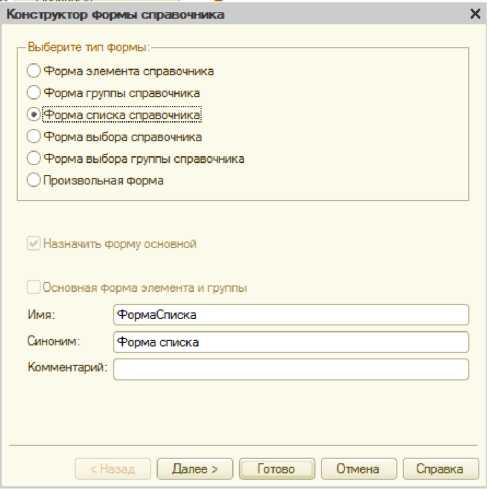 Конструктор формы справочника
Выберите тип формы:
Форма элемента справочника
Форма группы справочника
Форма списка справочника
Форма выбора справочника
Форма выбора группы справочника
Произвольная форма
Назначить форму основной
Основная форма элемента и группы
Имя: ФормаСписка
Синоним: Форма списка
Комментарий:
< Назад Далее > Готово Отмена Справка